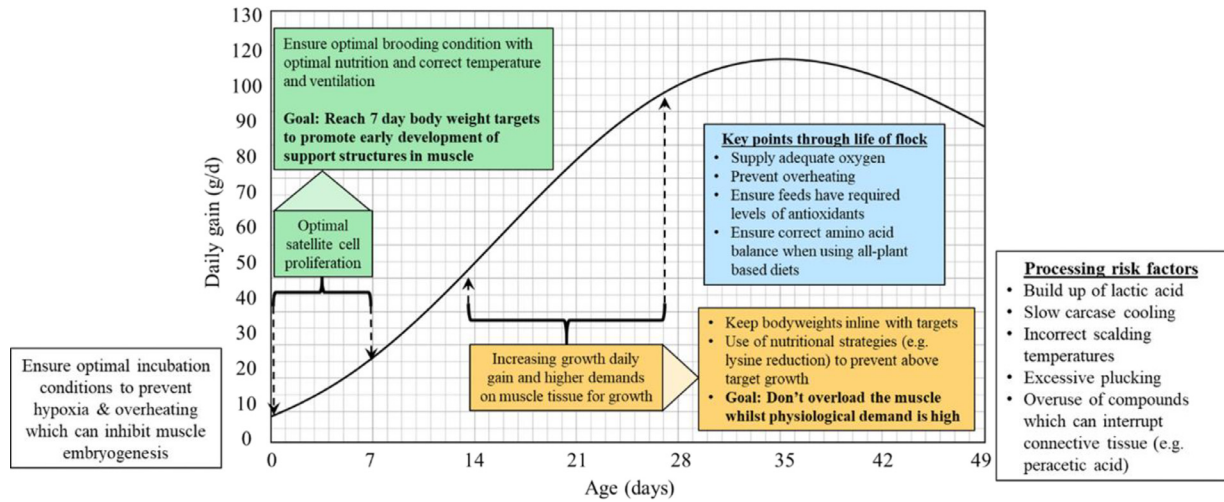 130
120
100
90
80
70
60
50
40
30
20
10
0
Daily gain (g/d)
Ensure optimal brooding condition with
optimal nutrition and correct temperature
and ventilation
Goal: Reach 7 day body weight targets
to promote early development of
support structures in muscle
Optimal
satellite cell
proliferation
Key points through life of flock
• Supply adequate oxygen
• Prevent overheating
• Ensure feeds have required
levels of antioxidants
• Ensure correct amino acid
balance when using all-plant
based diets
Increasing growth daily
gain and higher demands
on muscle tissue for growth
• Keep bodyweights inline with targets
• Use of nutritional strategies (e.g.
lysine reduction) to prevent above
target growth
• Goal: Don't overload the muscle
whilst physiological demand is high
Ensure optimal incubation
conditions to prevent
hypoxia & overheating
which can inhibit muscle
embryogenesis
Processing risk factors
• Build up of lactic acid
• Slow carcase cooling
• Incorrect scalding
temperatures
• Excessive plucking
• Overuse of compounds
which can interrupt
connective tissue (e.g.
peracetic acid)
0 7 14 21 28 35 42 49
Age (days)